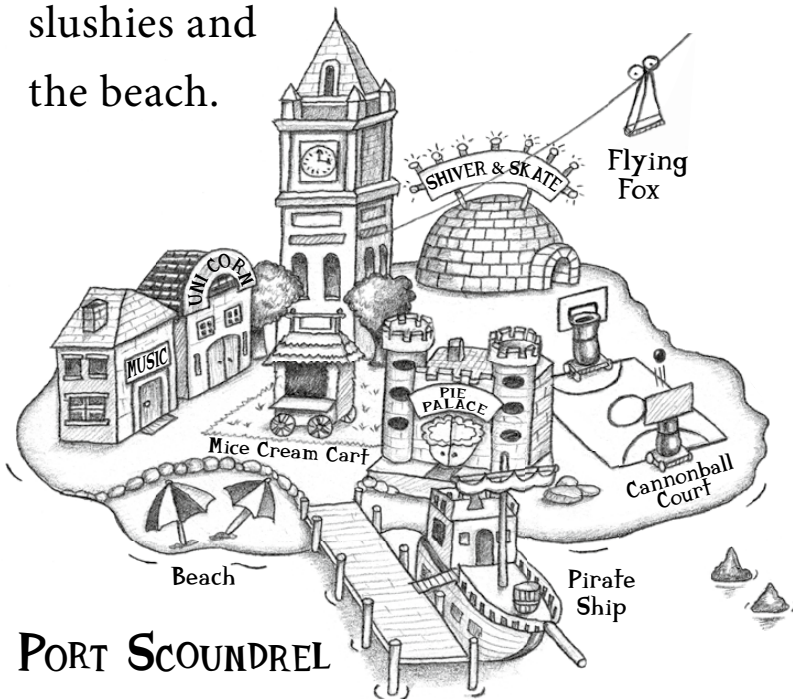 slushies and
the beach.
SHIVER & SKATE
Flying
Fox
UNI CORN
MUSIC
PIE
PALACE
Mice Cream Cart
Cannonball
Court
Beach
Pirate
Ship
PORT SCOUNDREL